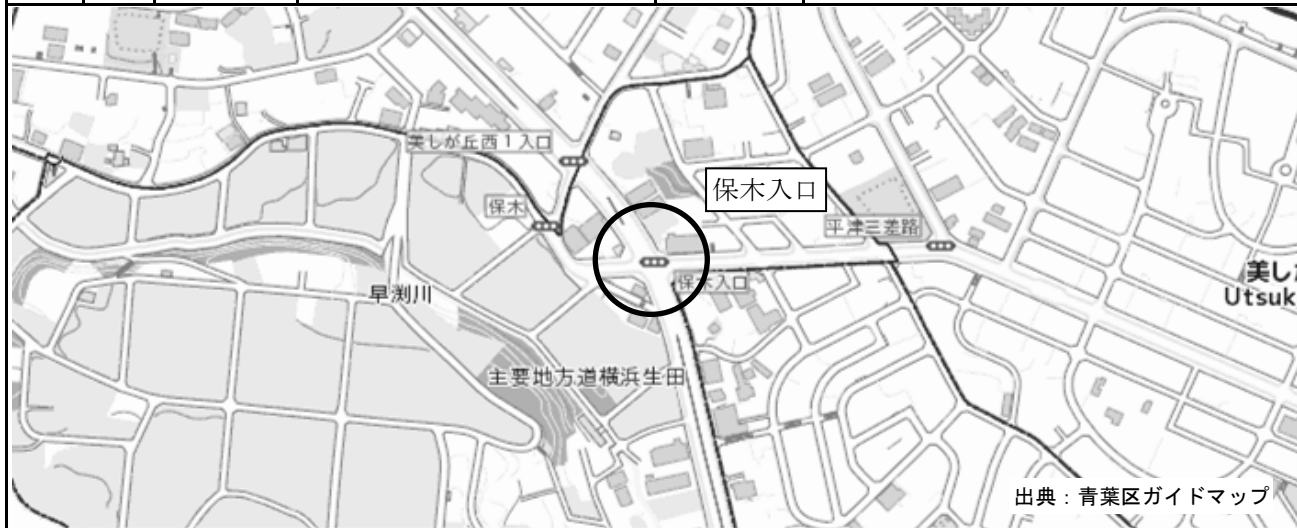 美しが丘西1入口
保木入口
保木
平津三差路
保木入口
美し
Utsuk
早渕川
主要地方道横浜生田
出典：青葉区ガイドマップ